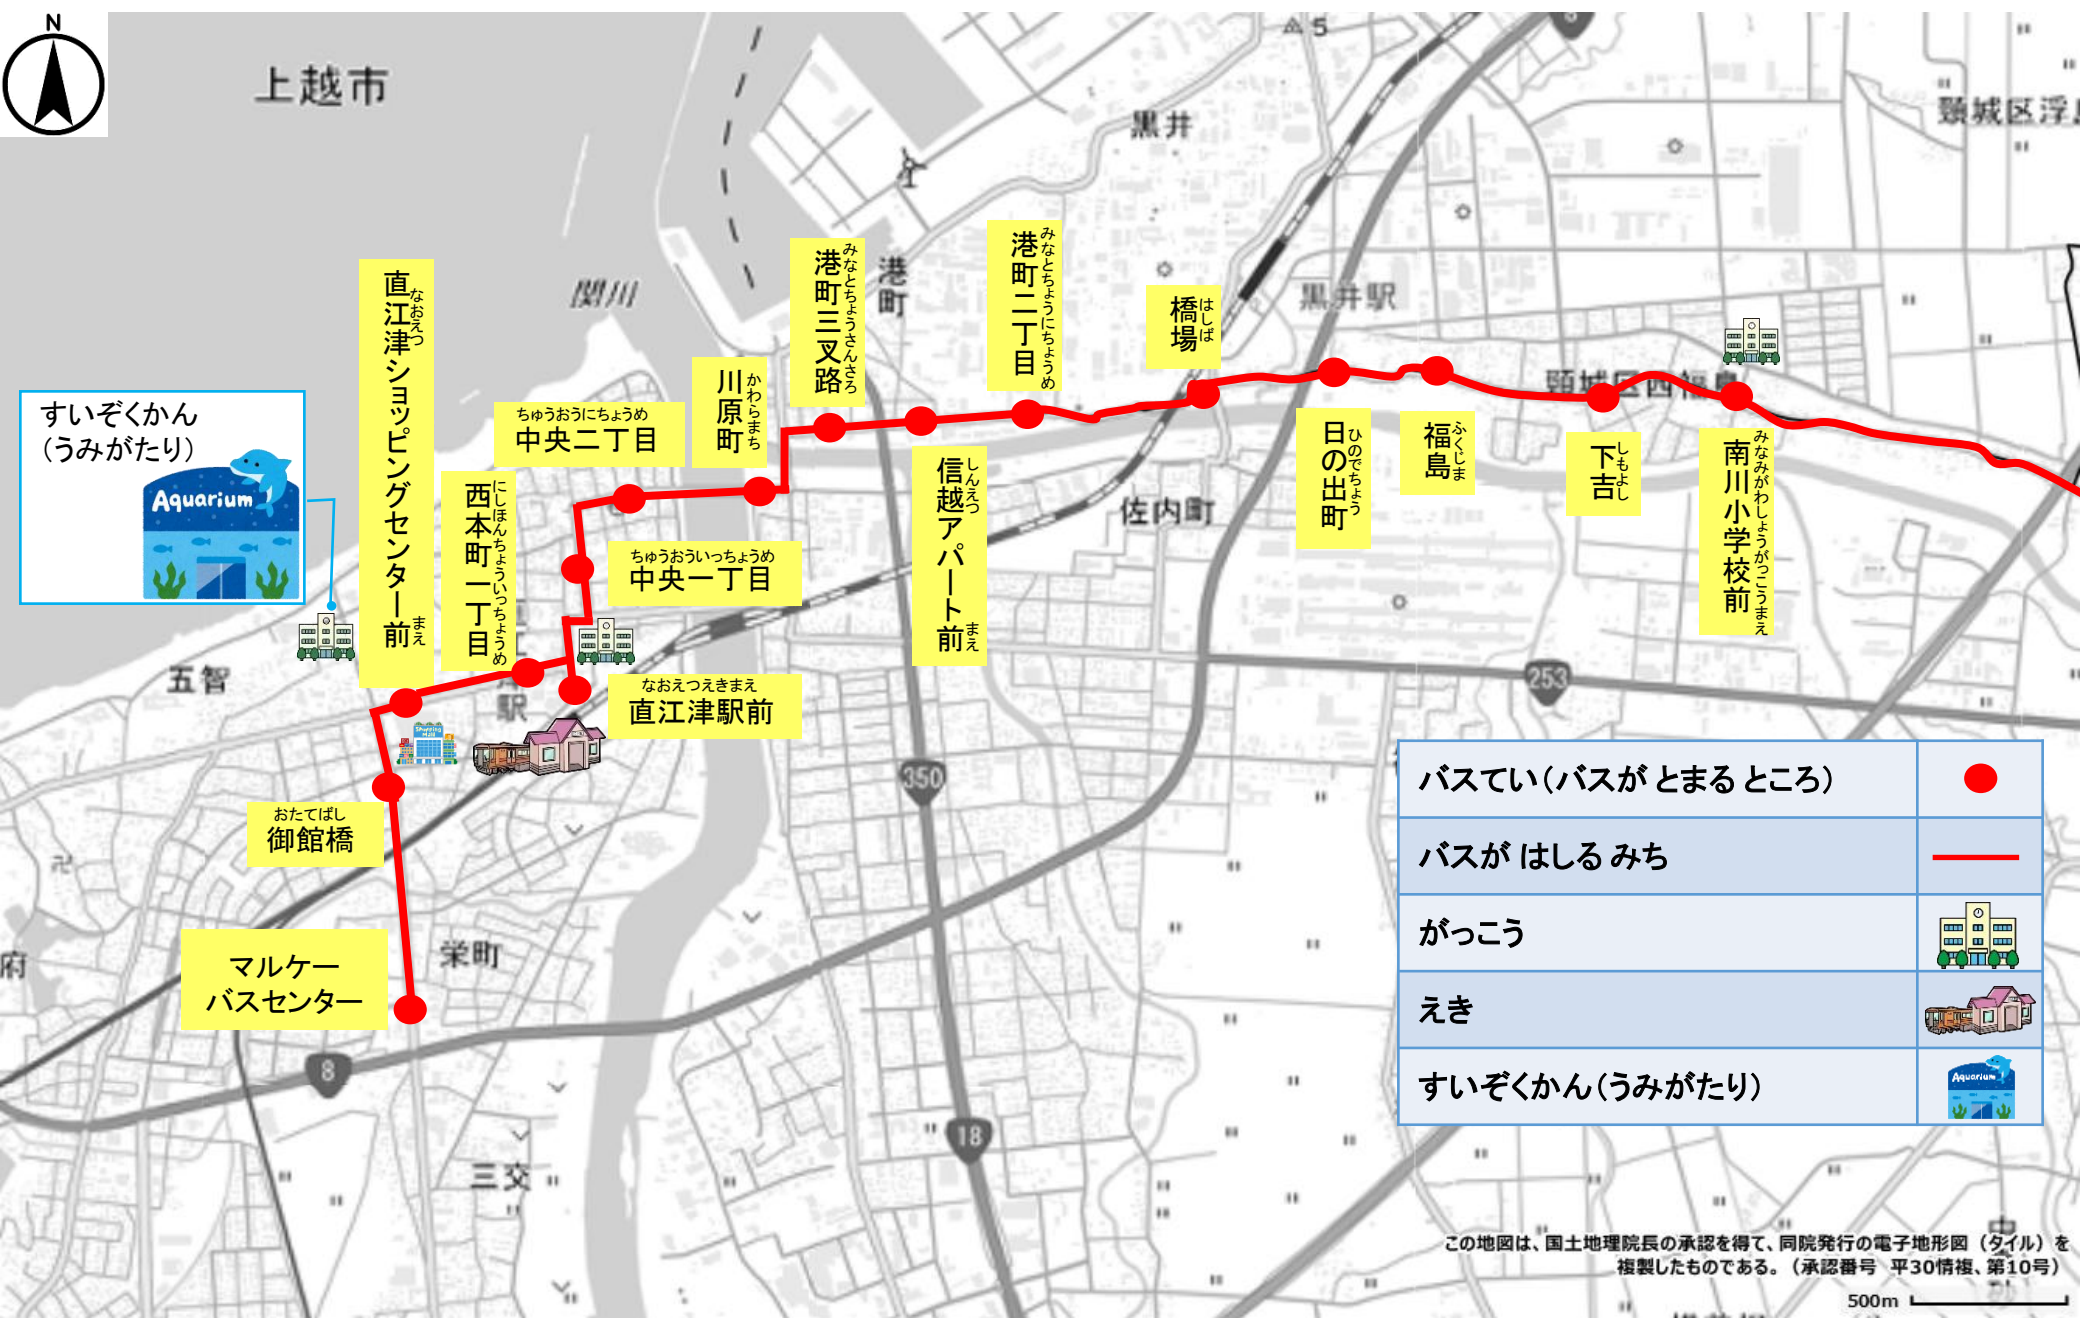 N
上越市
△5
黒井
頸城区浮島
関川
港町
黒井駅
頸城区西福島
佐内町
五智
栄町
三交
府
駅
253
350
8
18
すいぞくかん
（うみがたり）
Aquarium
なおえつ
まえ
直江津ショッピングセンター前
にしほんちょういっちょうめ
西本町一丁目
ちゅうおうにちょうめ
中央二丁目
ちゅうおういっちょうめ
中央一丁目
なおえつえきまえ
直江津駅前
かわらまち
川原町
みなとちょうさんさろ
港町三叉路
しんえつ
まえ
信越アパート前
みなとちょうにちょうめ
港町二丁目
はしば
橋場
ひのでちょう
日の出町
ふくじま
福島
しもよし
下吉
みなみがわしょうがっこうまえ
南川小学校前
おたてばし
御館橋
マルケー
バスセンター
バスてい（バスが とまる ところ）
バスが はしる みち
がっこう
えき
すいぞくかん（うみがたり）
Aquarium
この地図は、国土地理院長の承認を得て、同院発行の電子地形図（タイル）を
複製したものである。（承認番号　平30情複、第10号）
500m